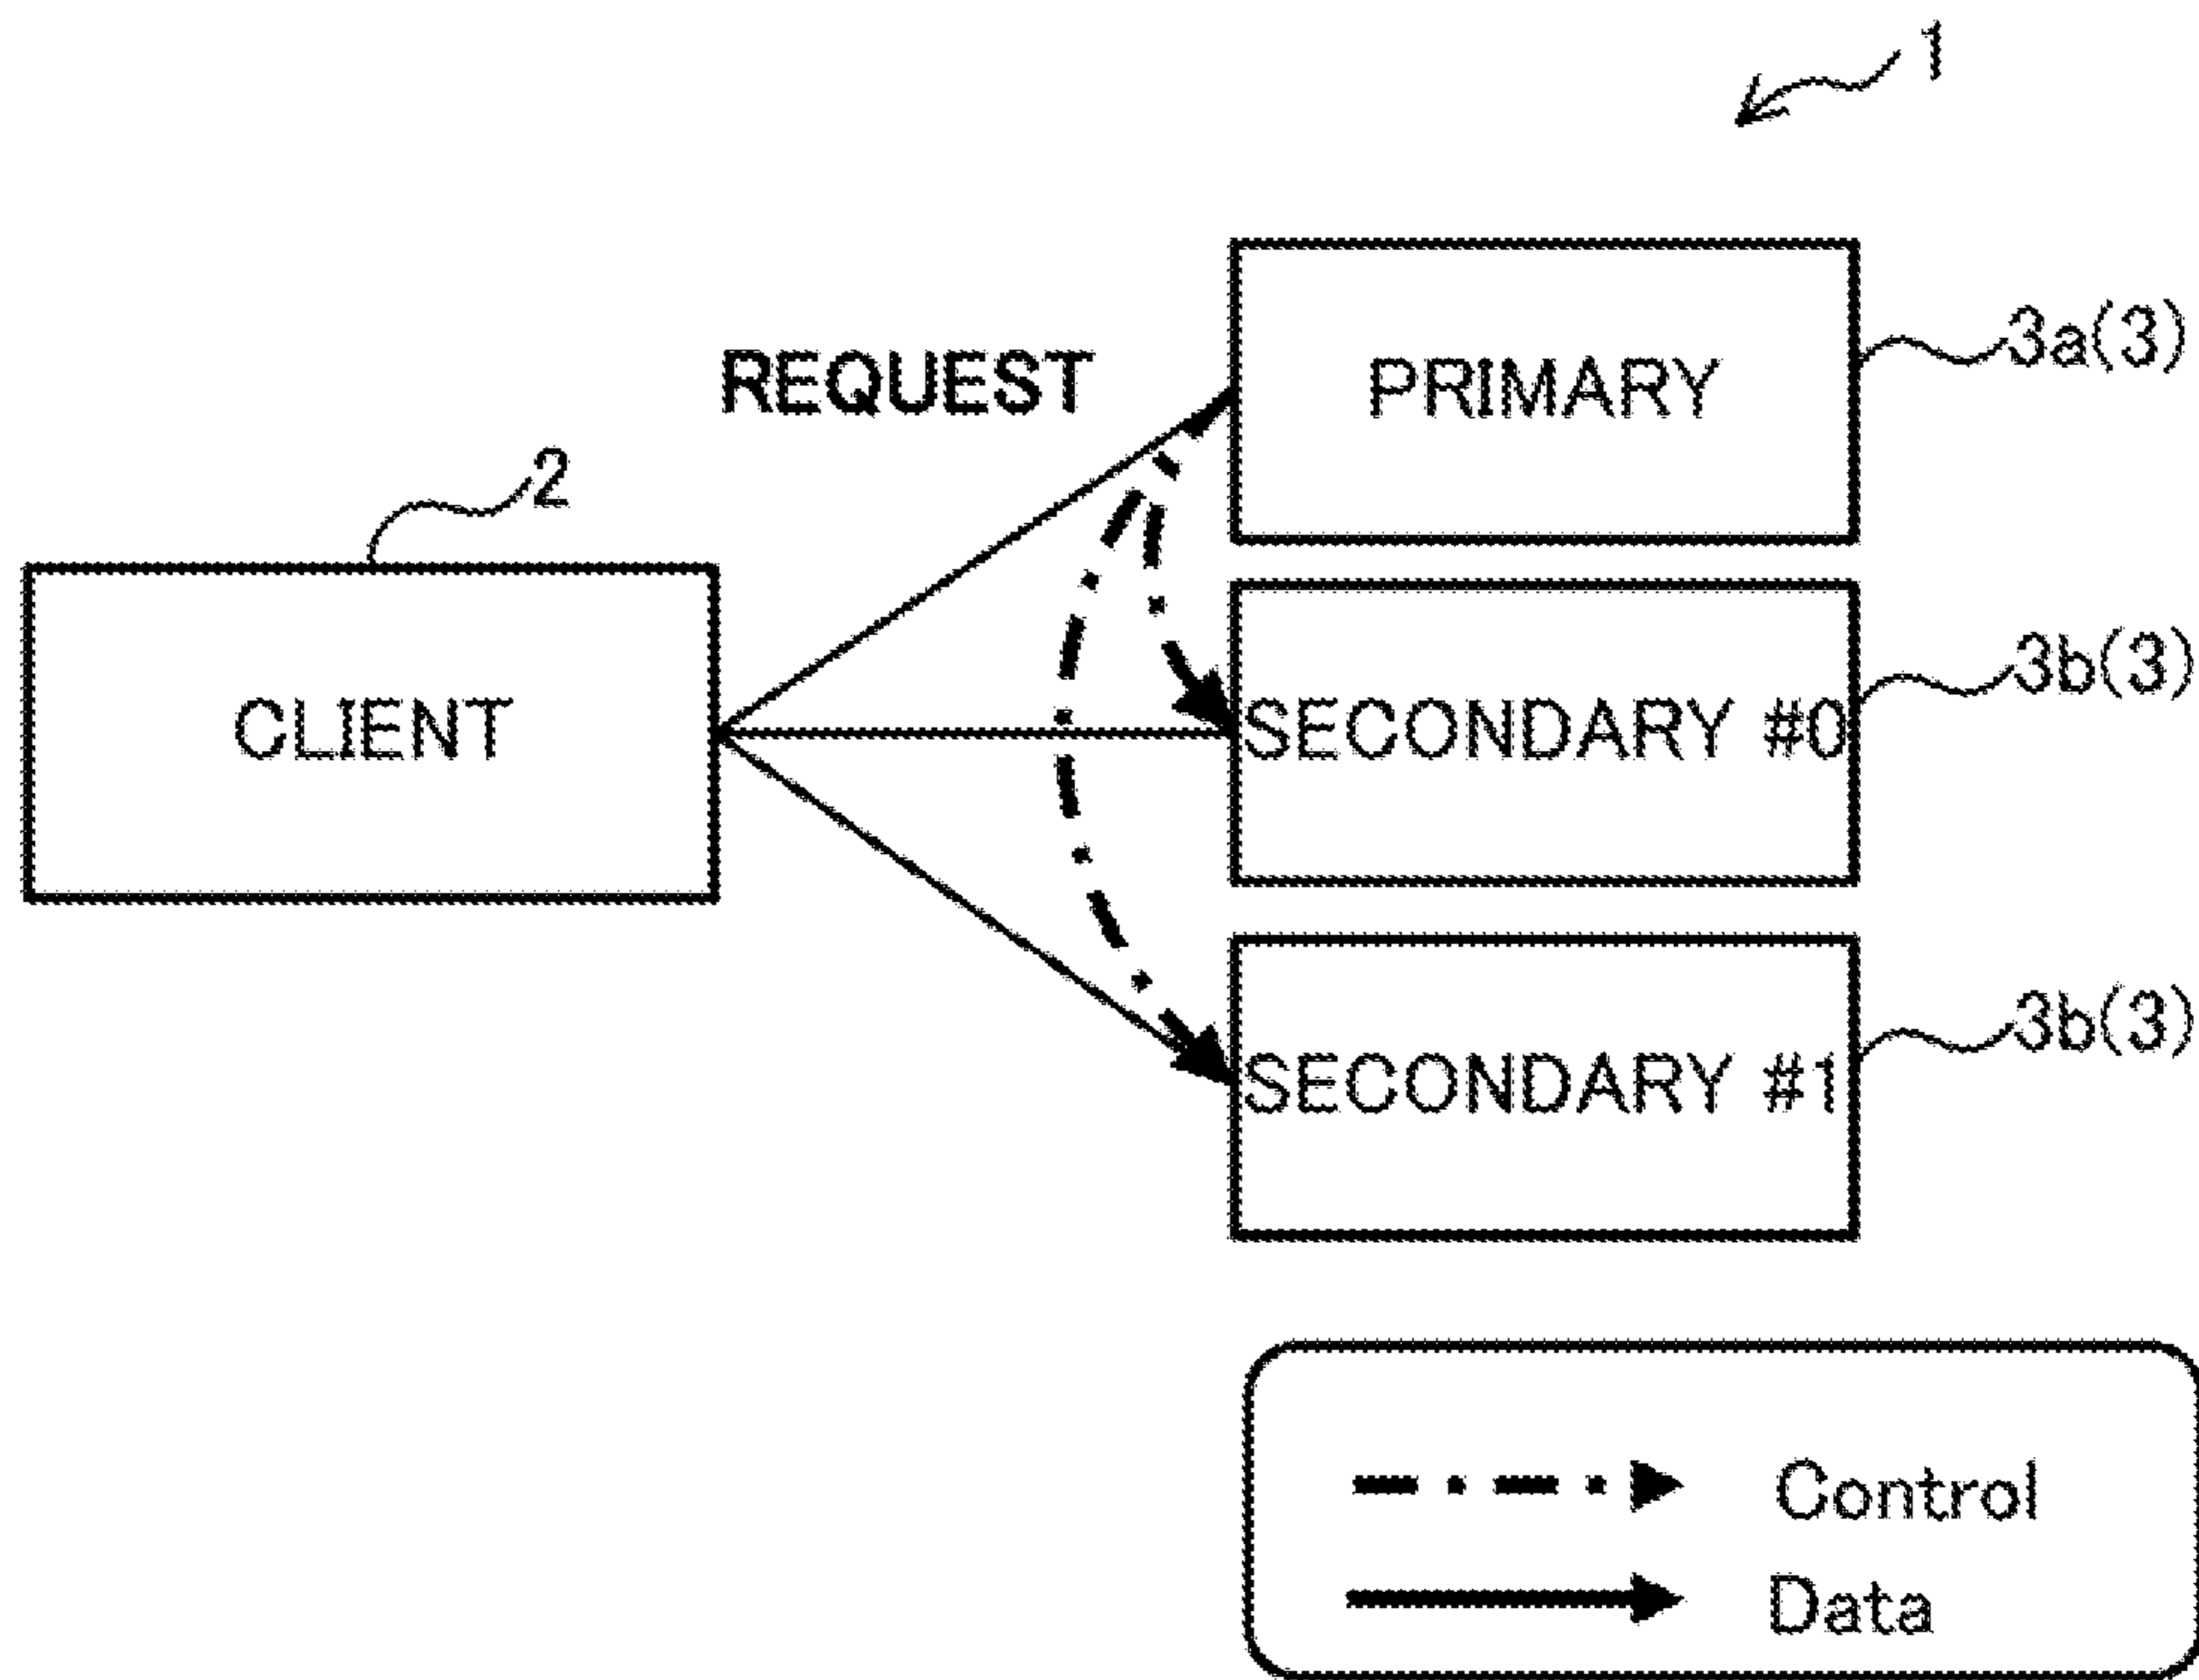 1
PRIMARY
3a(3)
REQUEST
2
CLIENT
SECONDARY #0
3b(3)
SECONDARY #1
3b(3)
Control
Data